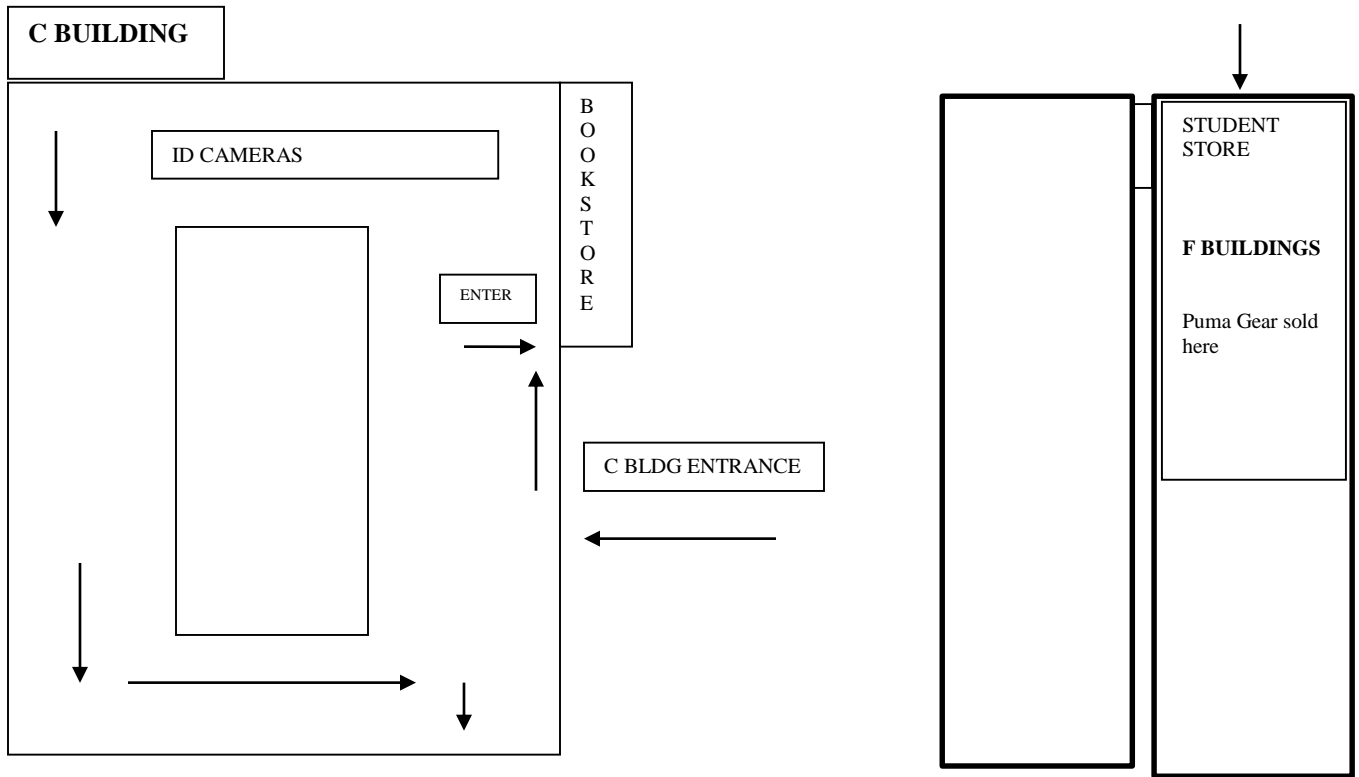 C BUILDING
B
O
O
K
S
T
O
R
E
ID CAMERAS
ENTER
C BLDG ENTRANCE
STUDENT
STORE
F BUILDINGS
Puma Gear sold
here